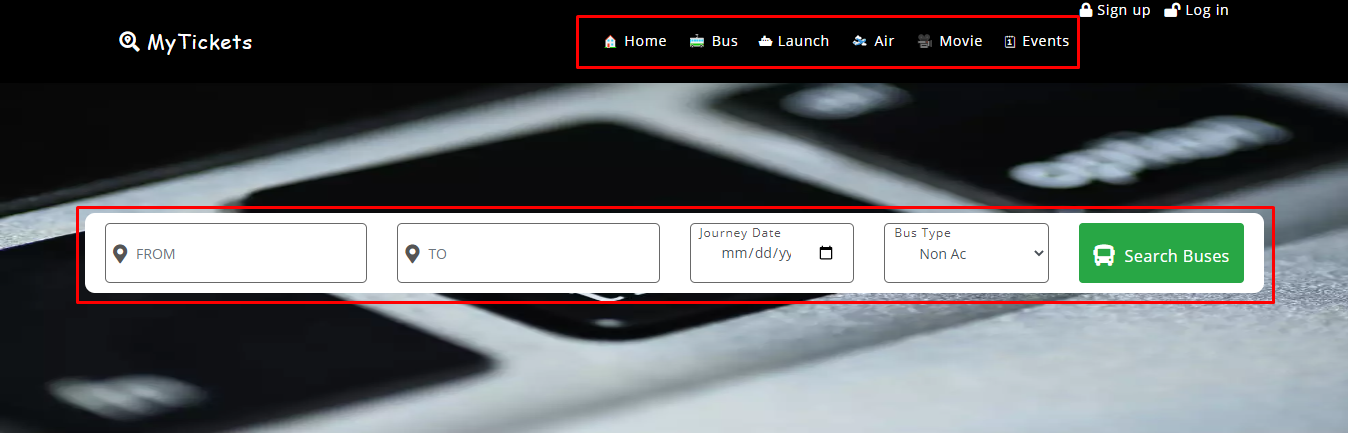 Sign up Log in
MyTickets
Home Bus Launch Air Movie Events
FROM
TO
Journey Date
mm/dd/yy
Bus Type
Non Ac
Search Buses